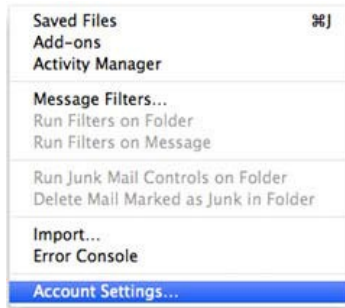 Saved Files ⌘J
Add-ons
Activity Manager
Message Filters...
Run Filters on Folder
Run Filters on Message
Run Junk Mail Controls on Folder
Delete Mail Marked as Junk in Folder
Import...
Error Console
Account Settings...